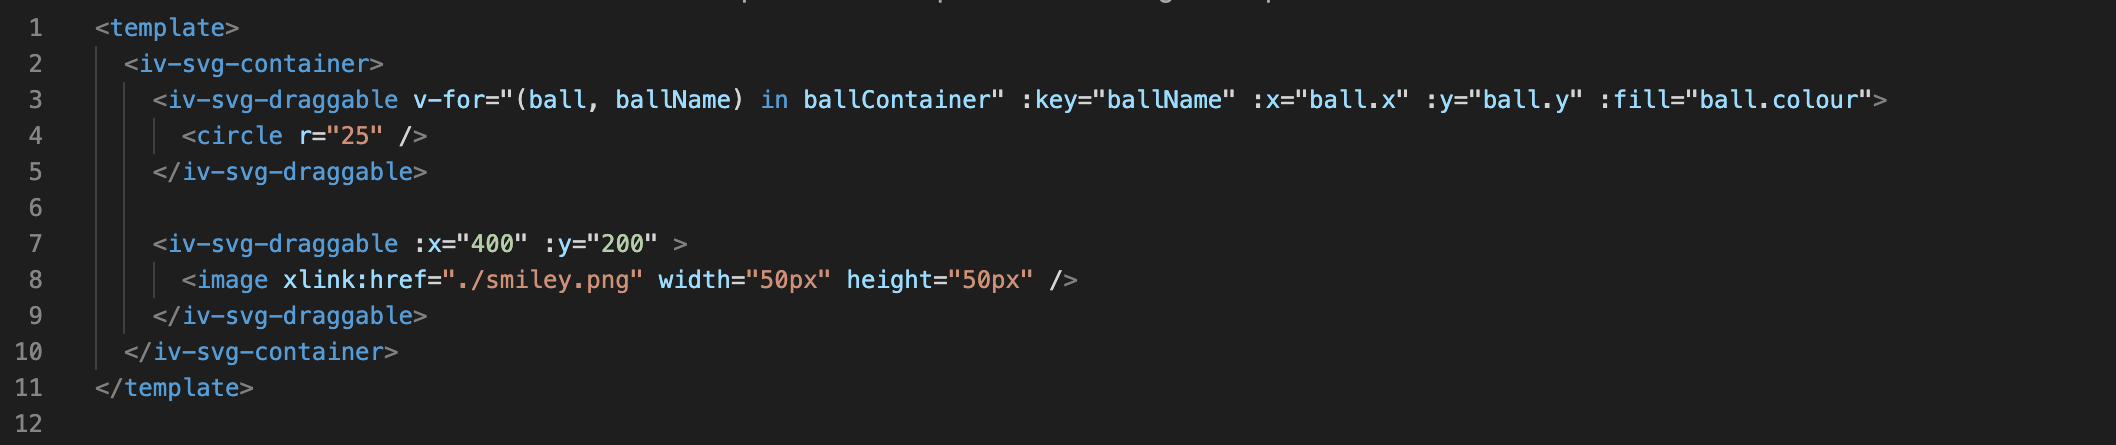 1 <template>
2 <iv-svg-container>
3 <iv-svg-draggable v-for="(ball, ballName) in ballContainer" :key="ballName" :x="ball.x" :y="ball.y" :fill="ball.colour">
4 <circle r="25" />
5 </iv-svg-draggable>
6
7 <iv-svg-draggable :x="400" :y="200" >
8 <image xlink:href="./smiley.png" width="50px" height="50px" />
9 </iv-svg-draggable>
10 </iv-svg-container>
11 </template>
12